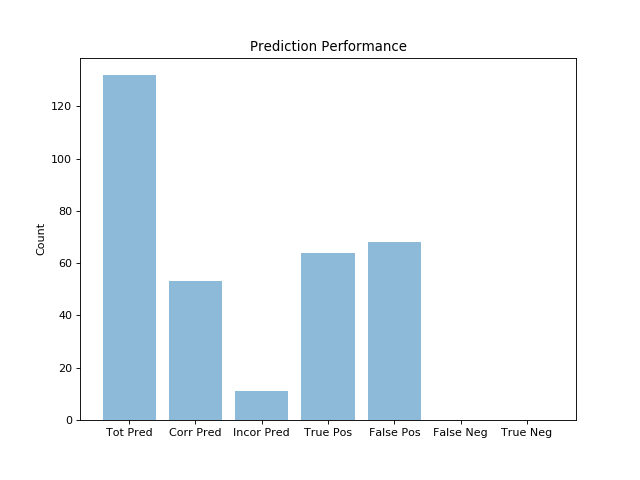 Prediction Performance
120
100
80
60
40
20
0
Count
Tot Pred Corr Pred Incor Pred True Pos False Pos False Neg True Neg